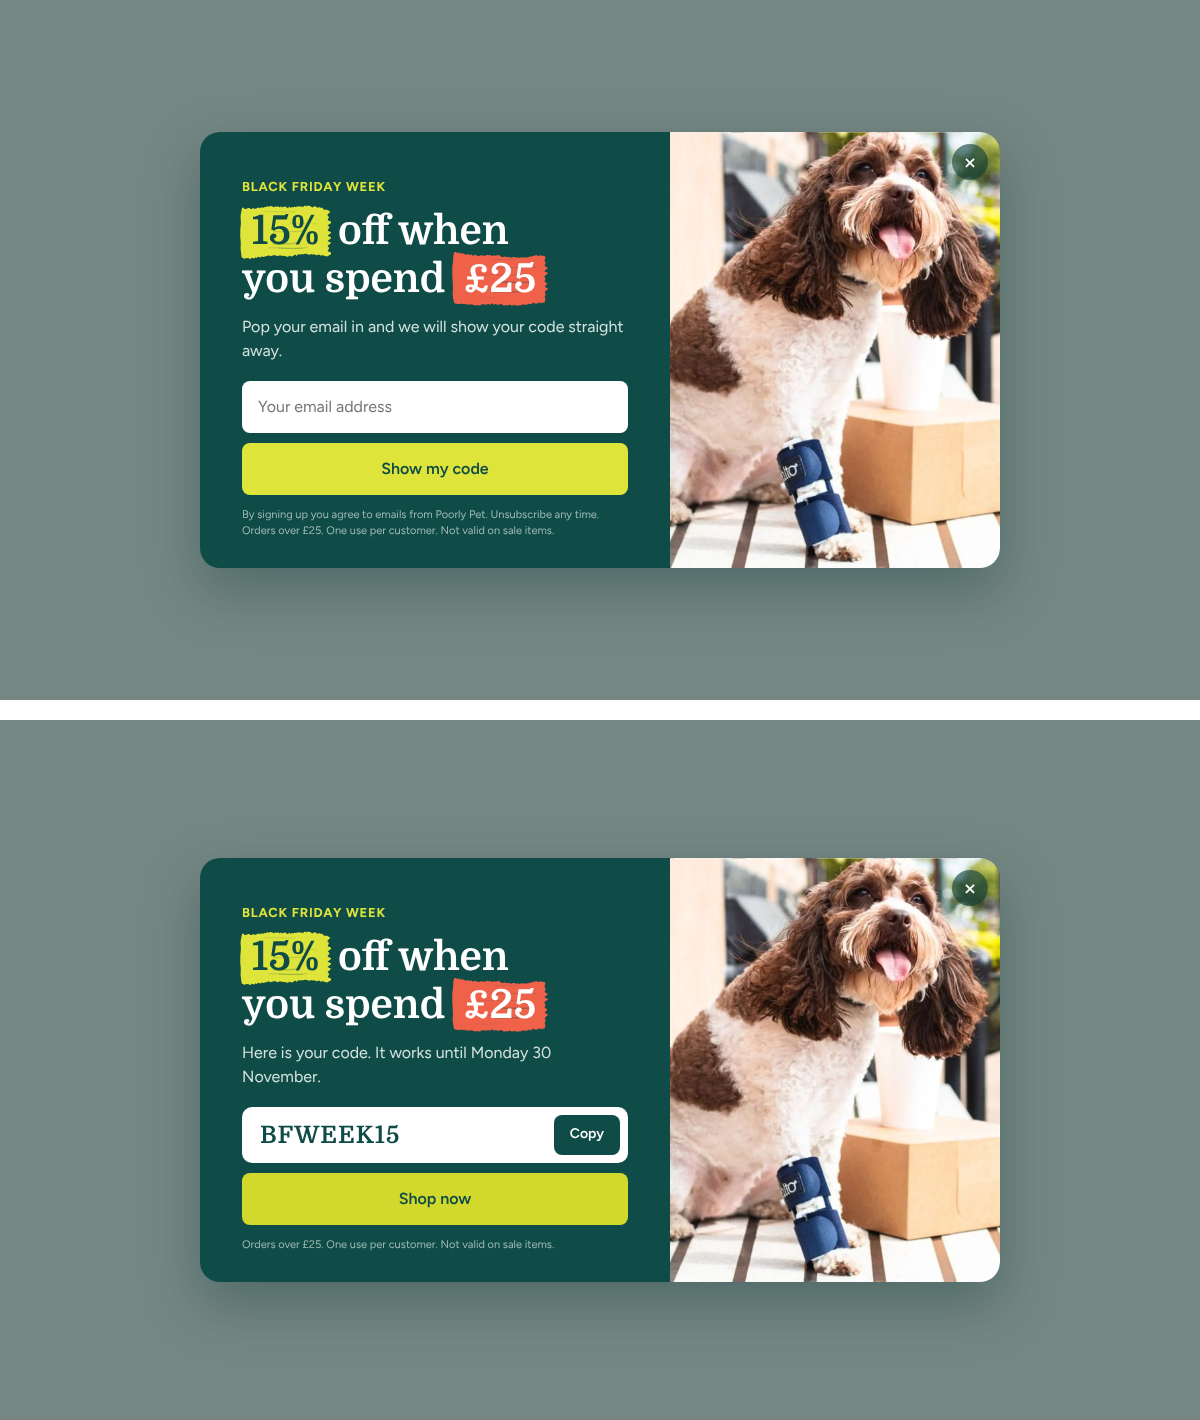 BLACK FRIDAY WEEK
15% off when
you spend £25
Pop your email in and we will show your code straight
away.
Your email address
Show my code
By signing up you agree to emails from Poorly Pet. Unsubscribe any time.
Orders over £25. One use per customer. Not valid on sale items.
×
BLACK FRIDAY WEEK
15% off when
you spend £25
Here is your code. It works until Monday 30
November.
BFWEEK15
Copy
Shop now
Orders over £25. One use per customer. Not valid on sale items.
×